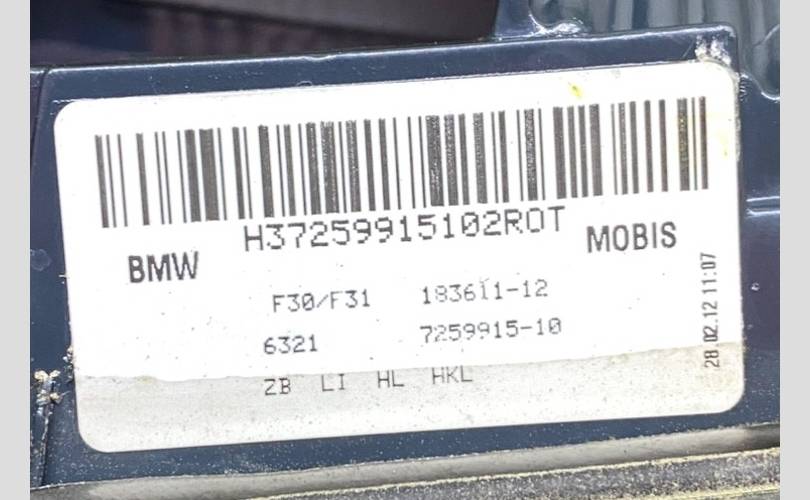 H37259915102ROT
BMW MOBIS
F30/F31 183611-12
6321 7259915-10
ZB LI HL HKL
28.02.12 11:07